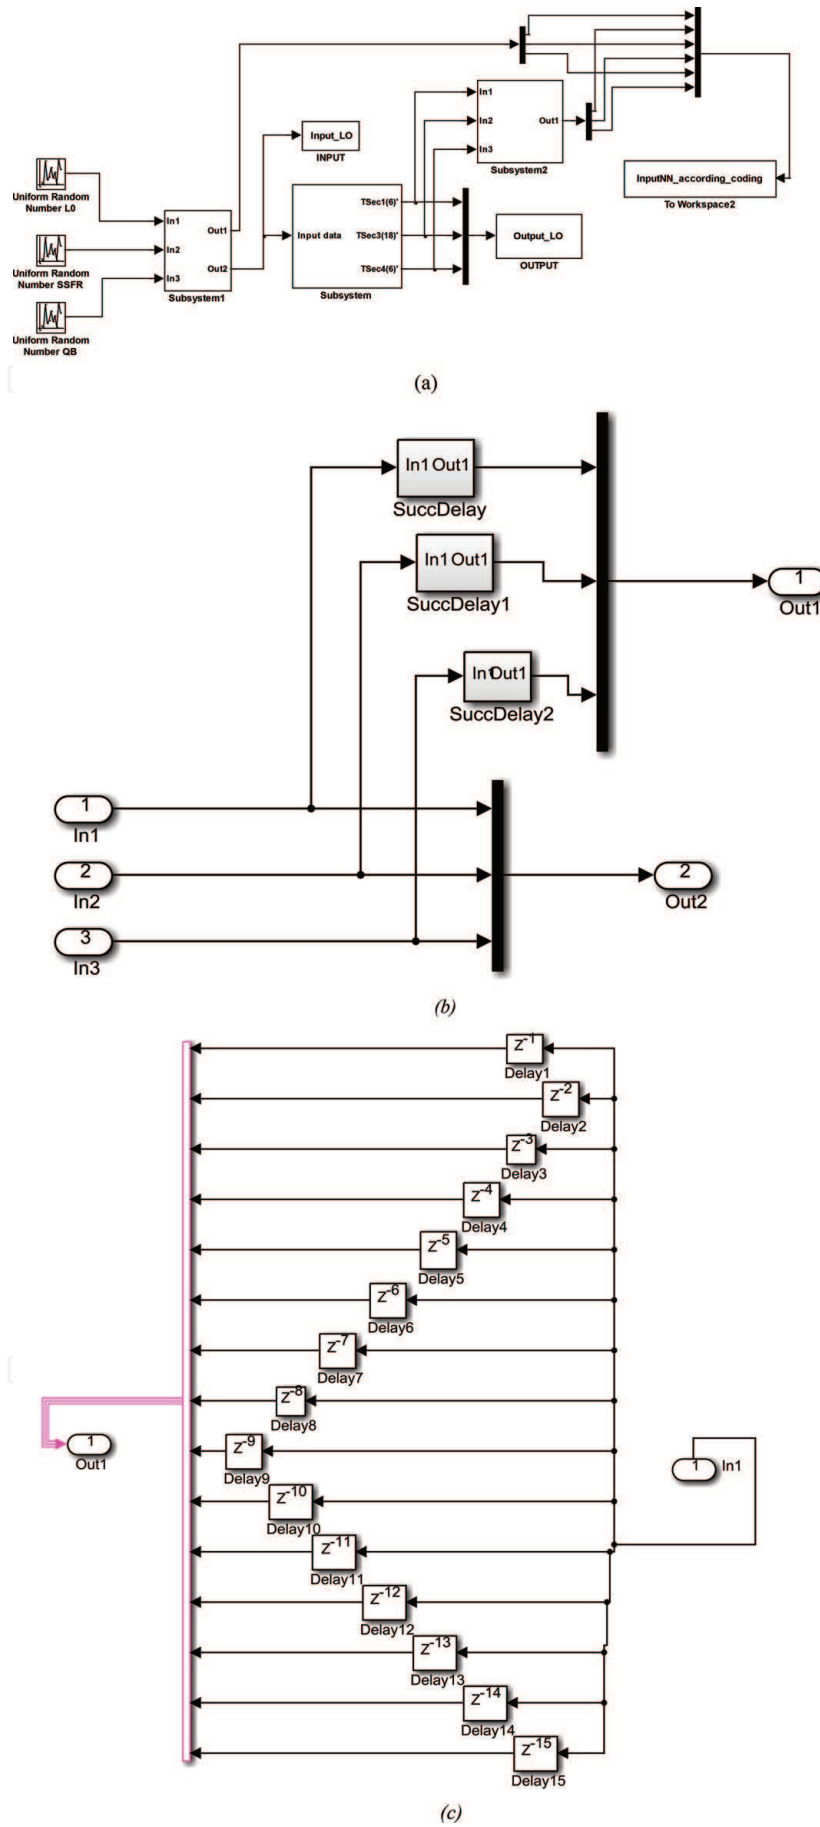 In1
In2
Out1
In3
Subsystem2
Input_LO
INPUT
InputNN_according_coding
To Workspace2
Uniform Random
Number L0
In1
Out1
In2
Out2
In3
Subsystem1
Input data
TSec1(6)'
TSec3(18)'
TSec4(6)'
Subsystem
Output_LO
OUTPUT
Uniform Random
Number SSFR
Uniform Random
Number QB
(a)
In1 Out1
SuccDelay
In1 Out1
SuccDelay1
1
Out1
In1Out1
SuccDelay2
1
In1
2
In2
2
Out2
3
In3
(b)
z-1
Delay1
z-2
Delay2
z-3
Delay3
z-4
Delay4
z-5
Delay5
z-6
Delay6
z-7
Delay7
z-8
Delay8
1
Out1
z-9
Delay9
1
In1
z-10
Delay10
z-11
Delay11
z-12
Delay12
z-13
Delay13
z-14
Delay14
z-15
Delay15
(c)